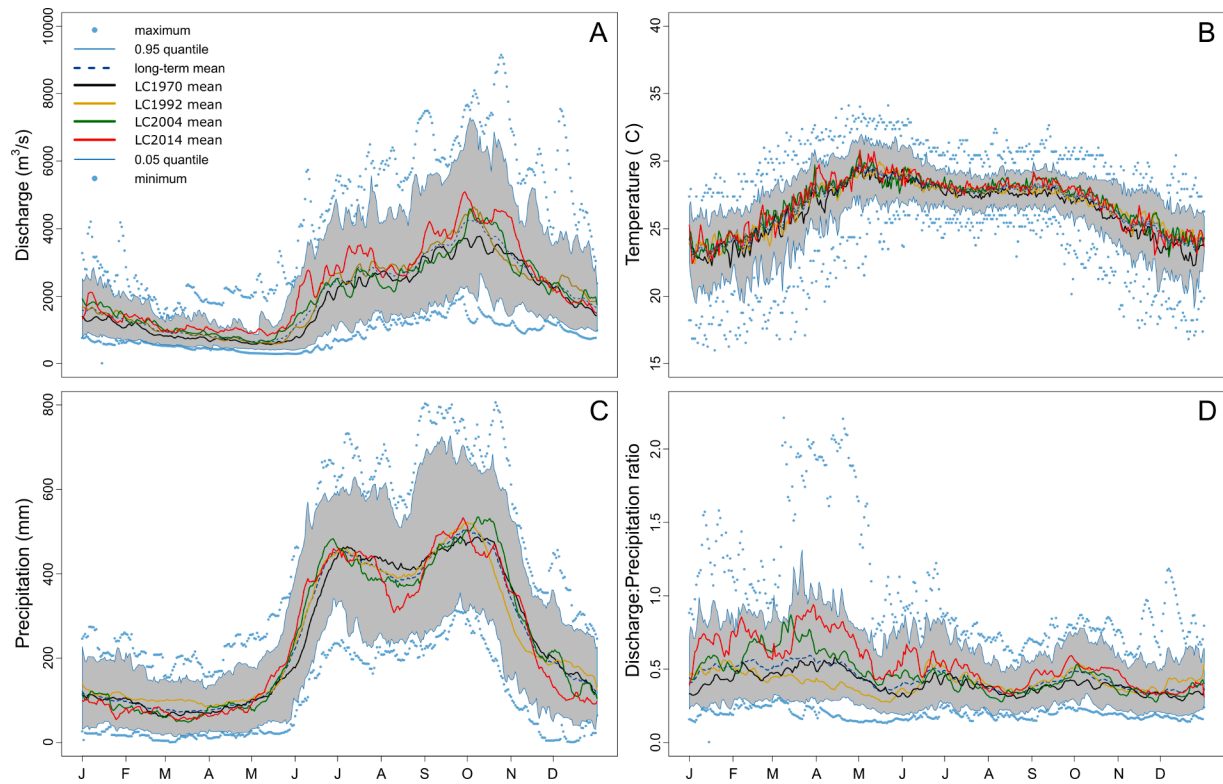 A
Discharge (m³/s)
10000
8000
6000
4000
2000
0
maximum
0.95 quantile
long-term mean
LC1970 mean
LC1992 mean
LC2004 mean
LC2014 mean
0.05 quantile
minimum
B
Temperature ( C)
40
35
30
25
20
15
C
Precipitation (mm)
800
600
400
200
0
J F M A M J J A S O N D
D
Discharge:Precipitation ratio
2.0
1.5
1.0
0.5
0.0
J F M A M J J A S O N D